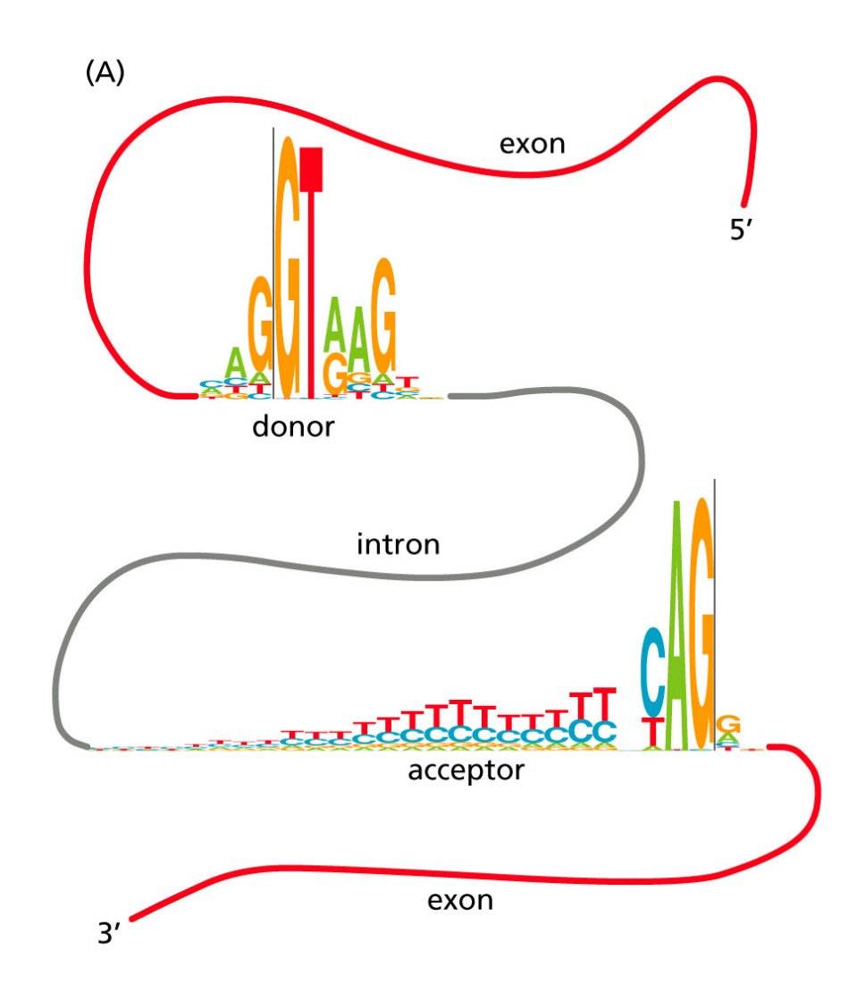 (A)
exon
5′
donor
intron
acceptor
exon
3′